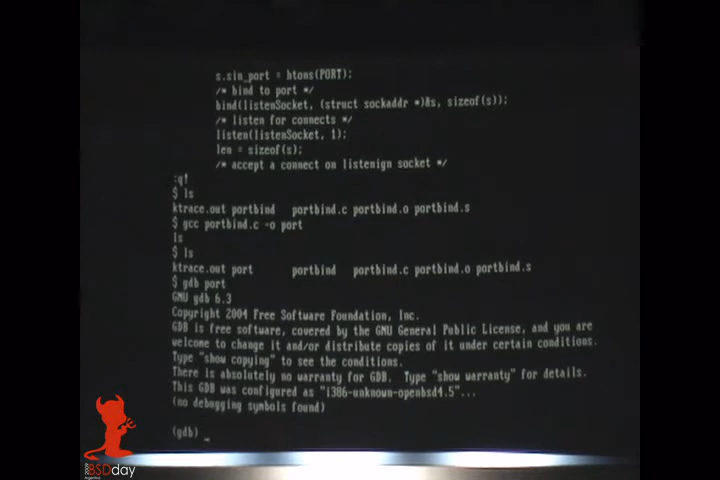 s.sin_port = htons(PORT);
/* bind to port */
bind(listenSocket, (struct sockaddr *)&s, sizeof(s));
/* listen for connects */
listen(listenSocket, 1);
len = sizeof(s);
/* accept a connect on listenign socket */
:q!
$ ls
ktrace.out portbind portbind.c portbind.o portbind.s
$ gcc portbind.c -o port
ls
$ ls
ktrace.out port portbind portbind.c portbind.o portbind.s
$ gdb port
GNU gdb 6.3
Copyright 2004 Free Software Foundation, Inc.
GDB is free software, covered by the GNU General Public License, and you are
welcome to change it and/or distribute copies of it under certain conditions.
Type "show copying" to see the conditions.
There is absolutely no warranty for GDB. Type "show warranty" for details.
This GDB was configured as "i386-unknown-openbsd4.5"...
(no debugging symbols found)
(gdb) _
BSDday
Argentina